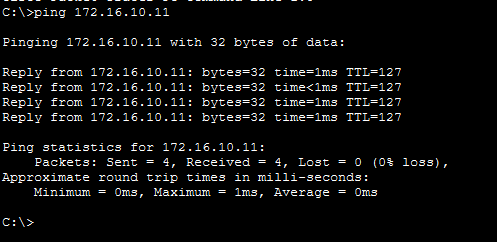 C:\>ping 172.16.10.11
Pinging 172.16.10.11 with 32 bytes of data:
Reply from 172.16.10.11: bytes=32 time=1ms TTL=127
Reply from 172.16.10.11: bytes=32 time<1ms TTL=127
Reply from 172.16.10.11: bytes=32 time=1ms TTL=127
Reply from 172.16.10.11: bytes=32 time=1ms TTL=127
Ping statistics for 172.16.10.11:
Packets: Sent = 4, Received = 4, Lost = 0 (0% loss),
Approximate round trip times in milli-seconds:
Minimum = 0ms, Maximum = 1ms, Average = 0ms
C:\>